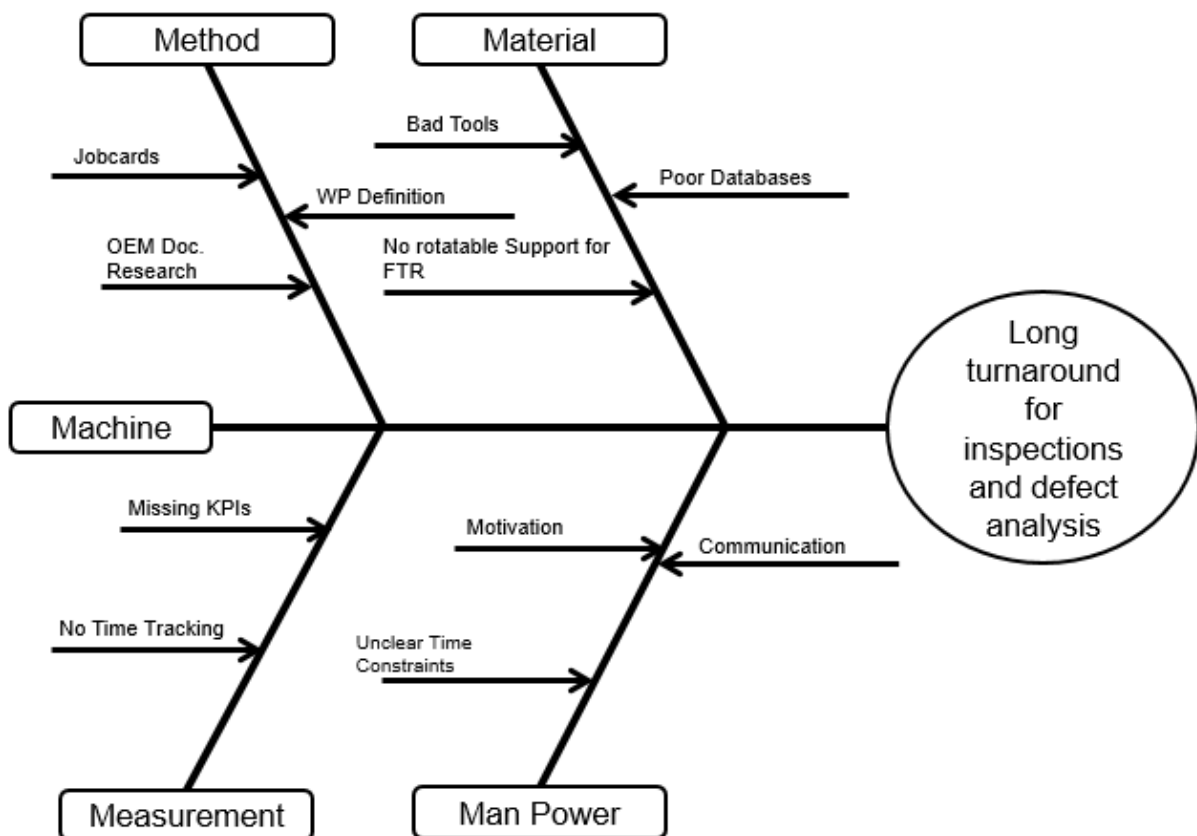 Method
Material
Bad Tools
Jobcards
Poor Databases
WP Definition
OEM Doc.
Research
No rotatable Support for
FTR
Long
turnaround
for
inspections
and defect
analysis
Machine
Missing KPIs
Motivation
Communication
No Time Tracking
Unclear Time
Constraints
Measurement
Man Power